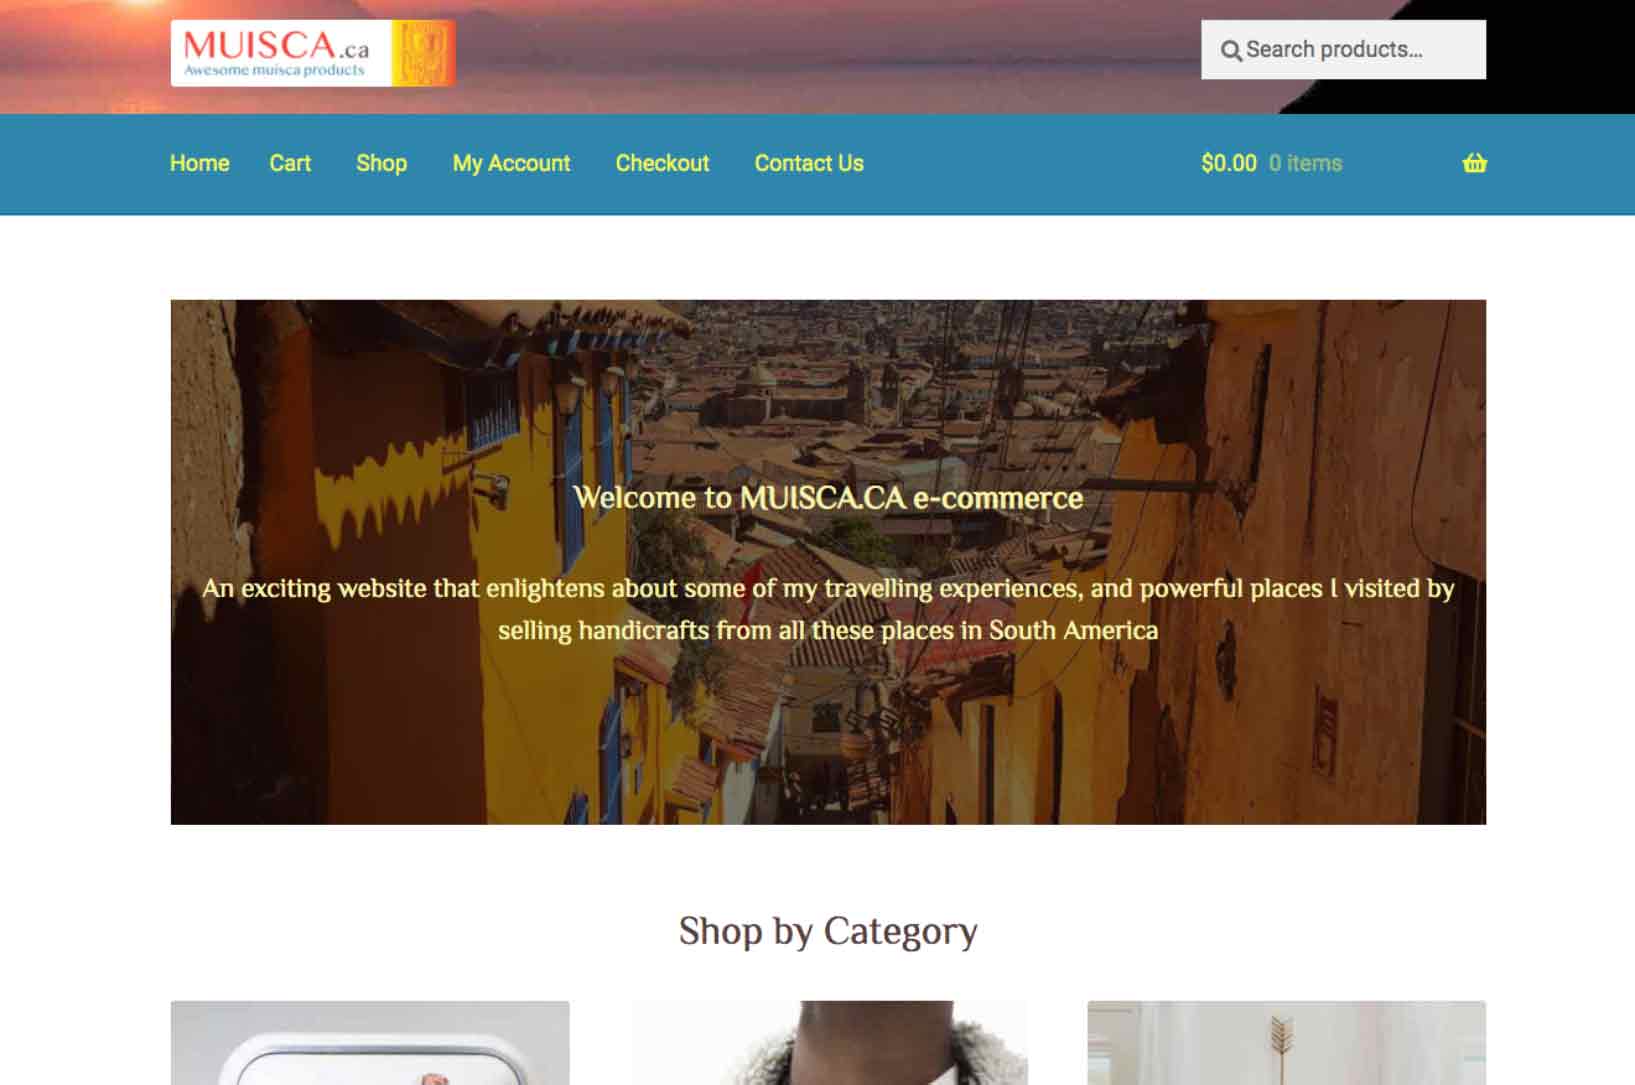 MUISCA.ca
Awesome muisca products
Search products...
Home Cart Shop My Account Checkout Contact Us $0.00 0 items
Welcome to MUISCA.CA e-commerce
An exciting website that enlightens about some of my travelling experiences, and powerful places I visited by
selling handicrafts from all these places in South America
Shop by Category